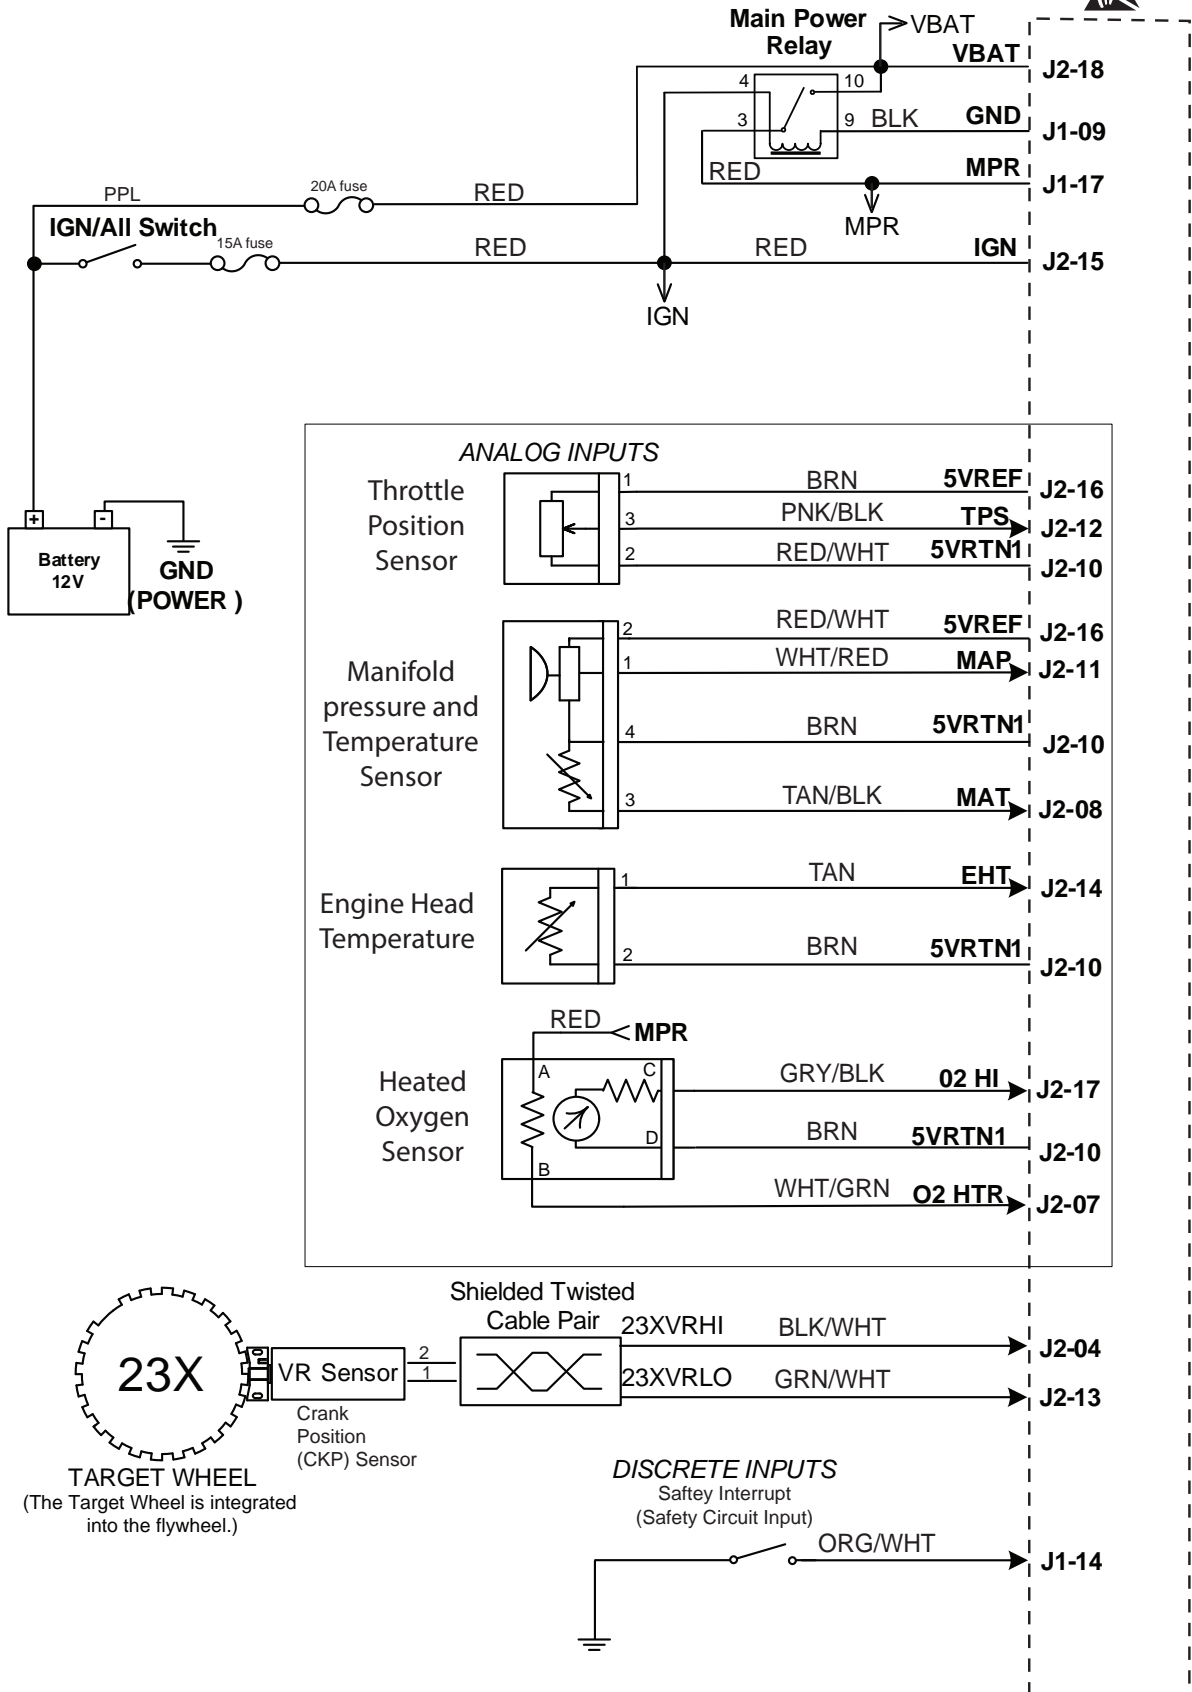 Main Power
Relay
VBAT
VBAT
J2-18
4
10
3
9
BLK
GND
J1-09
RED
MPR
J1-17
MPR
PPL
20A fuse
RED
IGN/All Switch
15A fuse
RED
RED
IGN
J2-15
IGN
ANALOG INPUTS
Throttle
Position
Sensor
1
BRN
5VREF
J2-16
3
PNK/BLK
TPS
J2-12
2
RED/WHT
5VRTN1
J2-10
+
-
Battery
12V
GND
(POWER )
Manifold
pressure and
Temperature
Sensor
2
RED/WHT
5VREF
J2-16
1
WHT/RED
MAP
J2-11
4
BRN
5VRTN1
J2-10
3
TAN/BLK
MAT
J2-08
Engine Head
Temperature
1
TAN
EHT
J2-14
2
BRN
5VRTN1
J2-10
RED
MPR
Heated
Oxygen
Sensor
A
C
GRY/BLK
02 HI
J2-17
D
BRN
5VRTN1
J2-10
B
WHT/GRN
O2 HTR
J2-07
Shielded Twisted
Cable Pair
23XVRHI
BLK/WHT
J2-04
23XVRLO
GRN/WHT
J2-13
23X
VR Sensor
2
1
Crank
Position
(CKP) Sensor
TARGET WHEEL
(The Target Wheel is integrated
into the flywheel.)
DISCRETE INPUTS
Saftey Interrupt
(Safety Circuit Input)
ORG/WHT
J1-14